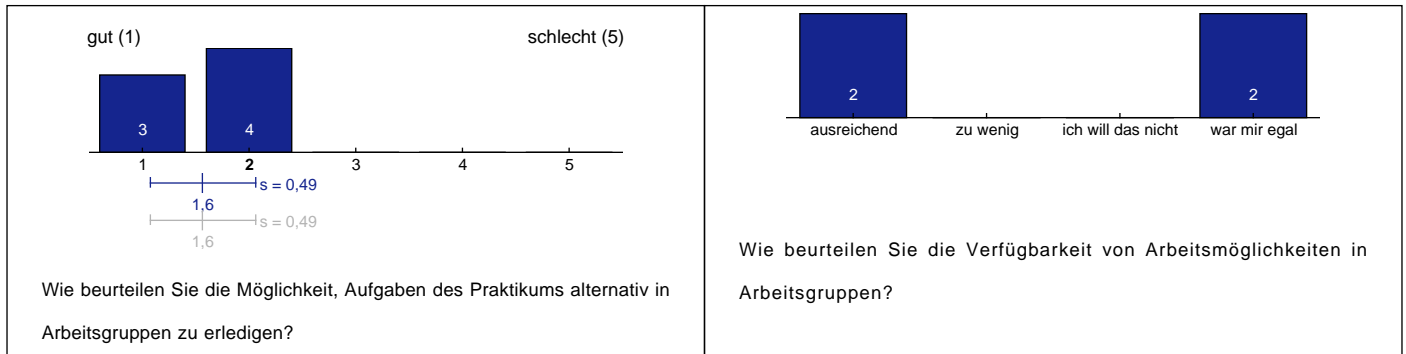 gut (1) schlecht (5)
3 4
1 2 3 4 5
s = 0,49
1,6
s = 0,49
1,6
Wie beurteilen Sie die Möglichkeit, Aufgaben des Praktikums alternativ in
Arbeitsgruppen zu erledigen?
2 2
ausreichend zu wenig ich will das nicht war mir egal
Wie beurteilen Sie die Verfügbarkeit von Arbeitsmöglichkeiten in
Arbeitsgruppen?